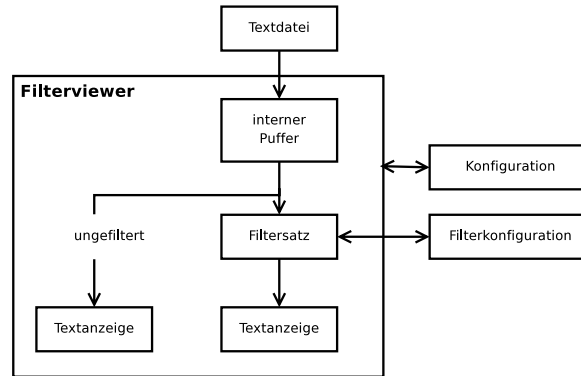 Textdatei
Filterviewer
interner
Puffer
Konfiguration
ungefiltert
Filtersatz
Filterkonfiguration
Textanzeige
Textanzeige